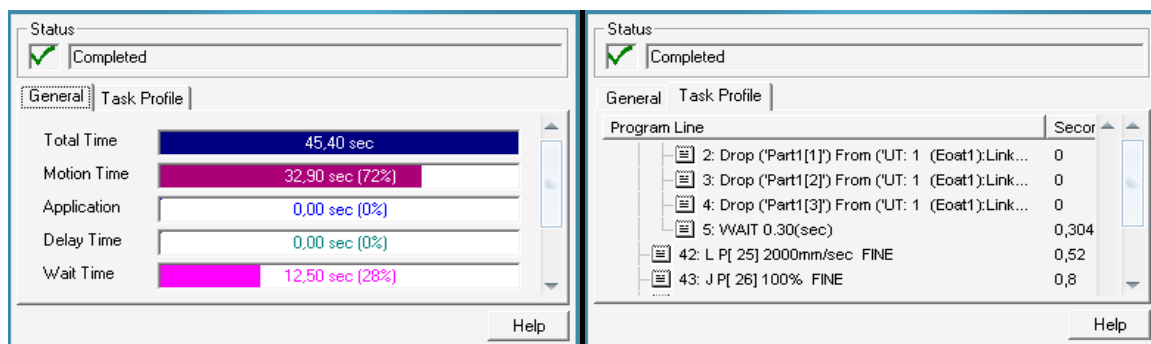 Status
Completed
General Task Profile
Total Time 45,40 sec
Motion Time 32,90 sec (72%)
Application 0,00 sec (0%)
Delay Time 0,00 sec (0%)
Wait Time 12,50 sec (28%)
Help
Status
Completed
General Task Profile
Program Line Secor
2: Drop ('Part1[1]') From ('UT: 1 (Eoat1):Link... 0
3: Drop ('Part1[2]') From ('UT: 1 (Eoat1):Link... 0
4: Drop ('Part1[3]') From ('UT: 1 (Eoat1):Link... 0
5: WAIT 0.30(sec) 0,304
42: L P[ 25] 2000mm/sec FINE 0,52
43: J P[ 26] 100% FINE 0,8
Help